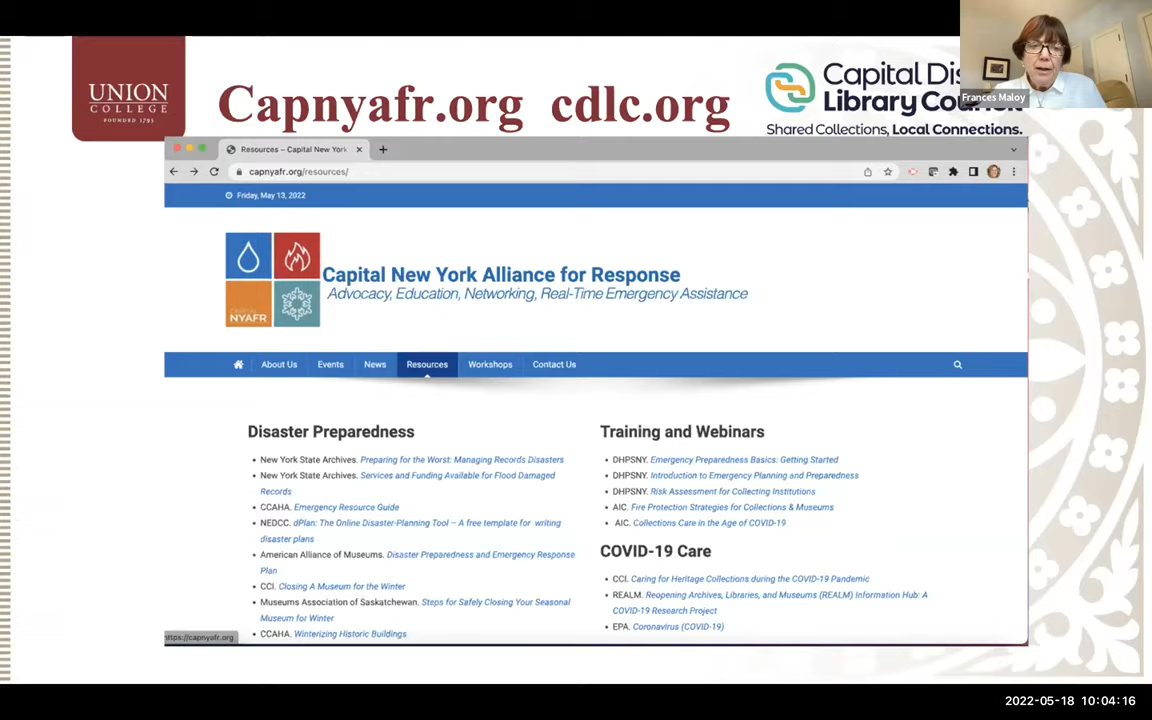 UNION
COLLEGE
FOUNDED 1795
Capnyafr.org cdlc.org
Capital Dis
Library Coun
Shared Collections, Local Connections.
Frances Maloy
Resources – Capital New York
capnyafr.org/resources/
Friday, May 13, 2022
NYAFR
Capital New York Alliance for Response
Advocacy, Education, Networking, Real-Time Emergency Assistance
About Us Events News Resources Workshops Contact Us
Disaster Preparedness
• New York State Archives. Preparing for the Worst: Managing Records Disasters
• New York State Archives. Services and Funding Available for Flood Damaged
Records
• CCAHA. Emergency Resource Guide
• NEDCC. dPlan: The Online Disaster-Planning Tool – A free template for writing
disaster plans
• American Alliance of Museums. Disaster Preparedness and Emergency Response
Plan
• CCI. Closing A Museum for the Winter
• Museums Association of Saskatchewan. Steps for Safely Closing Your Seasonal
Museum for Winter
• CCAHA. Winterizing Historic Buildings
Training and Webinars
• DHPSNY. Emergency Preparedness Basics: Getting Started
• DHPSNY. Introduction to Emergency Planning and Preparedness
• DHPSNY. Risk Assessment for Collecting Institutions
• AIC. Fire Protection Strategies for Collections & Museums
• AIC. Collections Care in the Age of COVID-19
COVID-19 Care
• CCI. Caring for Heritage Collections during the COVID-19 Pandemic
• REALM. Reopening Archives, Libraries, and Museums (REALM) Information Hub: A
COVID-19 Research Project
• EPA. Coronavirus (COVID-19)
https://capnyafr.org
2022-05-18 10:04:16